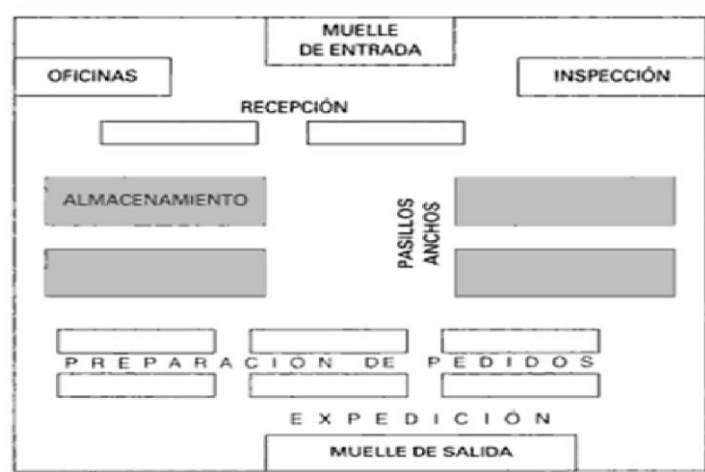 MUELLE
DE ENTRADA
OFICINAS
INSPECCIÓN
RECEPCIÓN
ALMACENAMIENTO
PASILLOS
ANCHOS
PREPARACIÓN DE PEDIDOS
EXPEDICIÓN
MUELLE DE SALIDA